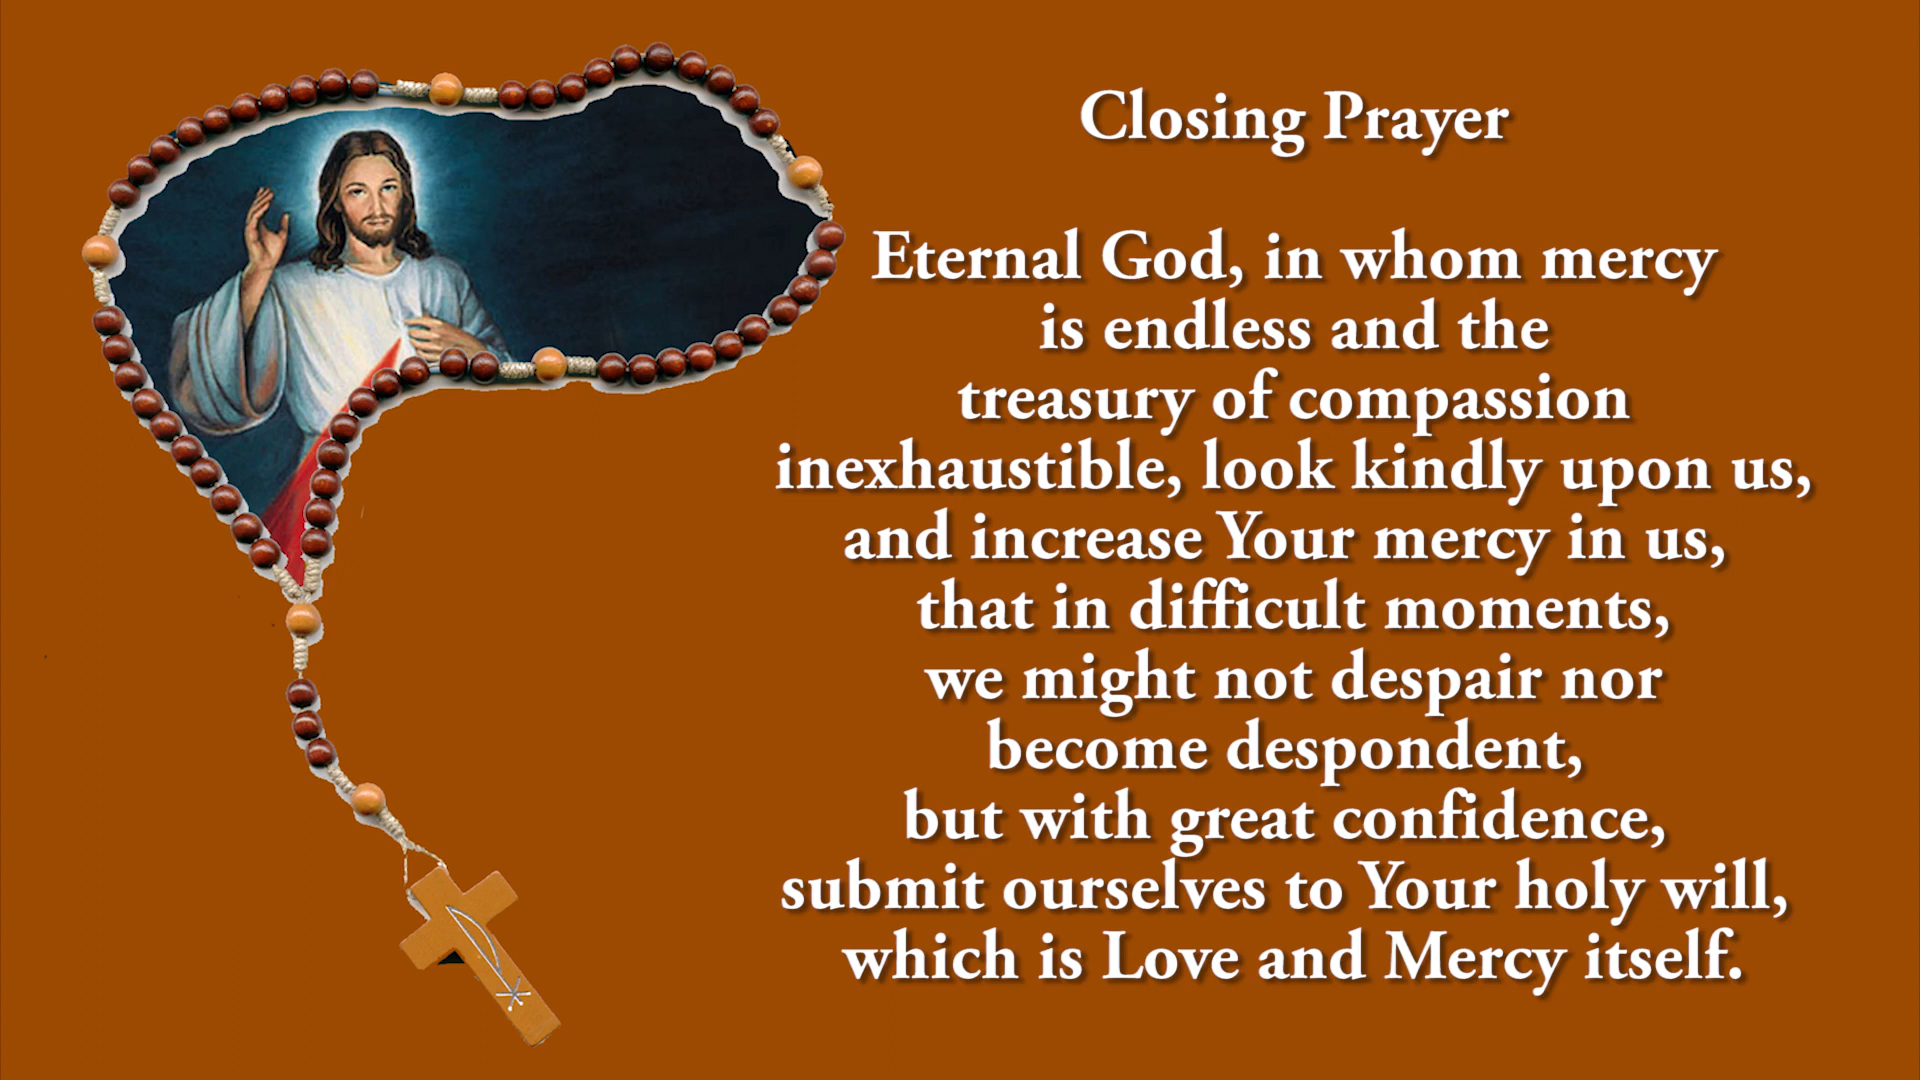 Closing Prayer
Eternal God, in whom mercy
is endless and the
treasury of compassion
inexhaustible, look kindly upon us,
and increase Your mercy in us,
that in difficult moments,
we might not despair nor
become despondent,
but with great confidence,
submit ourselves to Your holy will,
which is Love and Mercy itself.